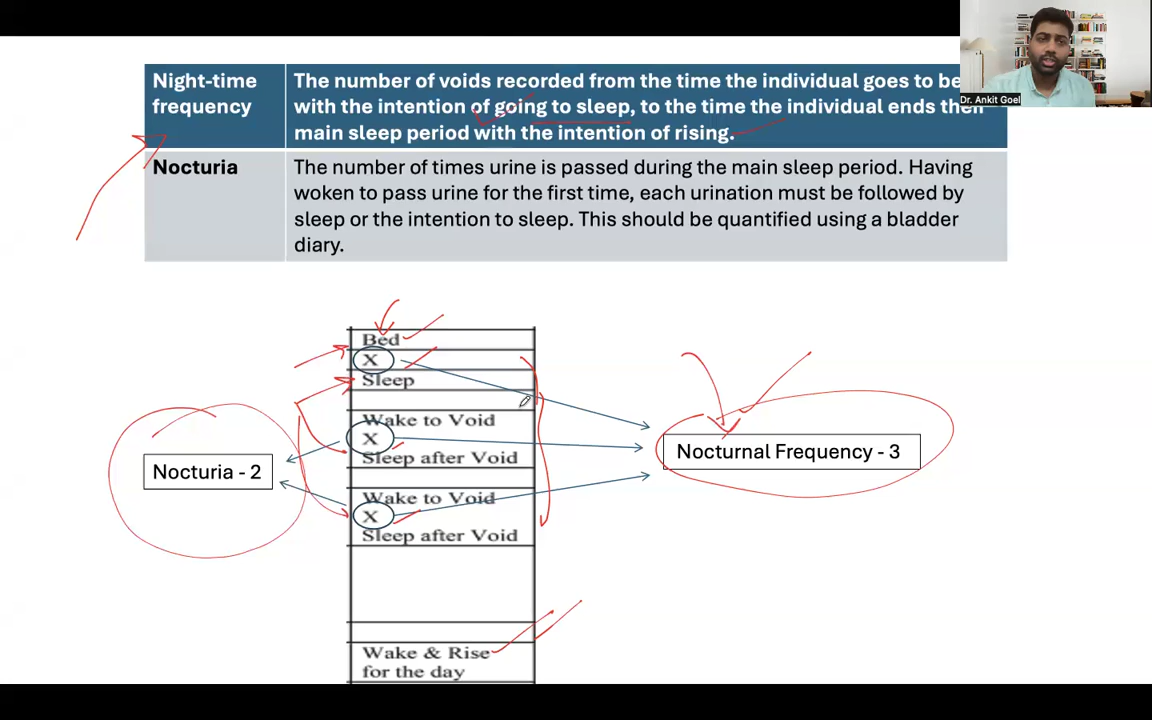 Night-time
frequency
The number of voids recorded from the time the individual goes to be
with the intention of going to sleep, to the time the individual ends then
main sleep period with the intention of rising.
Dr. Ankit Goel
Nocturia
The number of times urine is passed during the main sleep period. Having
woken to pass urine for the first time, each urination must be followed by
sleep or the intention to sleep. This should be quantified using a bladder
diary.
Bed
X
Sleep
Wake to Void
X
Sleep after Void
Wake to Void
X
Sleep after Void
Wake & Rise
for the day
Nocturia - 2
Nocturnal Frequency - 3